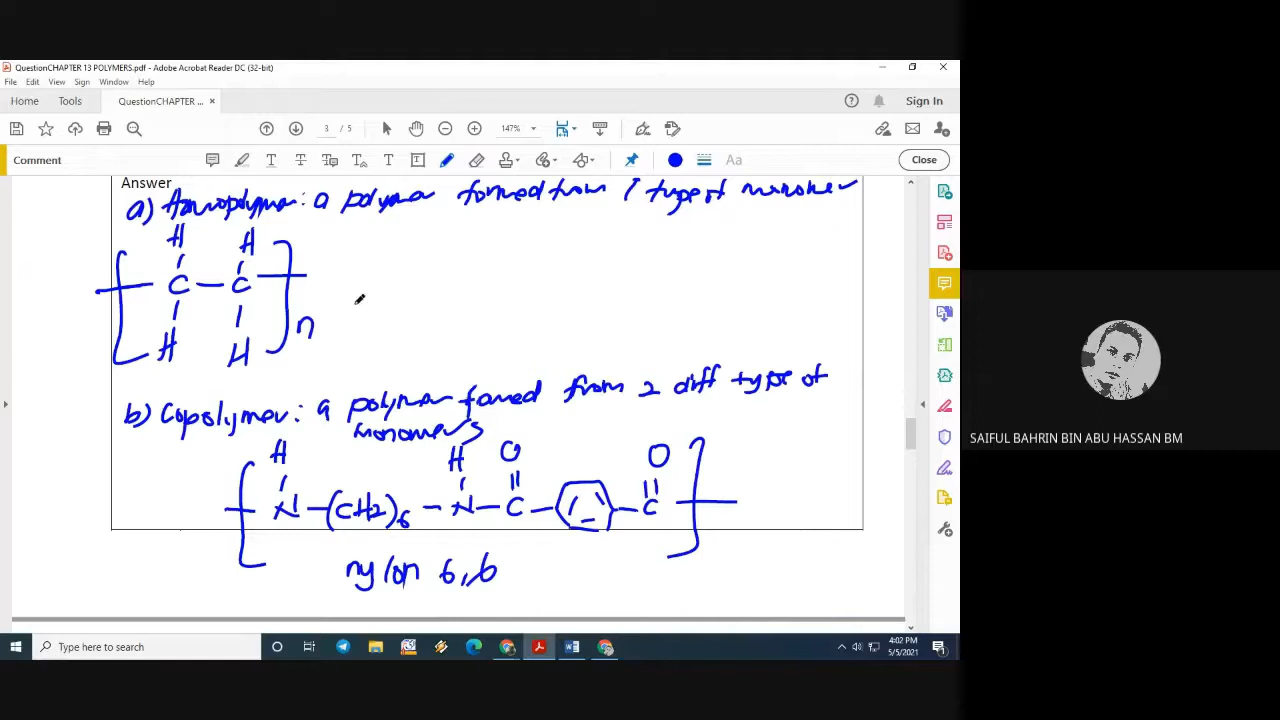 QuestionCHAPTER 13 POLYMERS.pdf - Adobe Acrobat Reader DC (32-bit)
File Edit View Sign Window Help
Home Tools QuestionCHAPTER ... × Sign In
3 / 5 147%
Comment Aa Close
Answer
a) Homopolymer: a polymer formed from 1 type of monomer
H H
C — C
H H
n
b) Copolymer: a polymer formed from 2 diff type of
monomers
H H O O
N — (CH2)6 — N — C — C
nylon 6,6
SAIFUL BAHRIN BIN ABU HASSAN BM
Type here to search
4:02 PM
5/5/2021